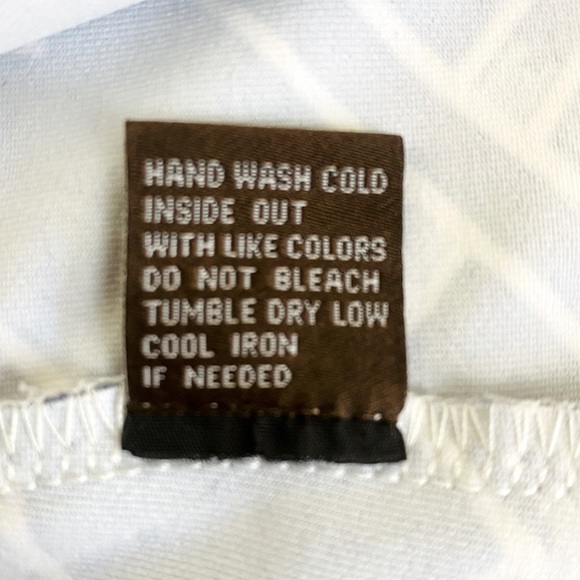 HAND WASH COLD
INSIDE OUT
WITH LIKE COLORS
DO NOT BLEACH
TUMBLE DRY LOW
COOL IRON
IF NEEDED